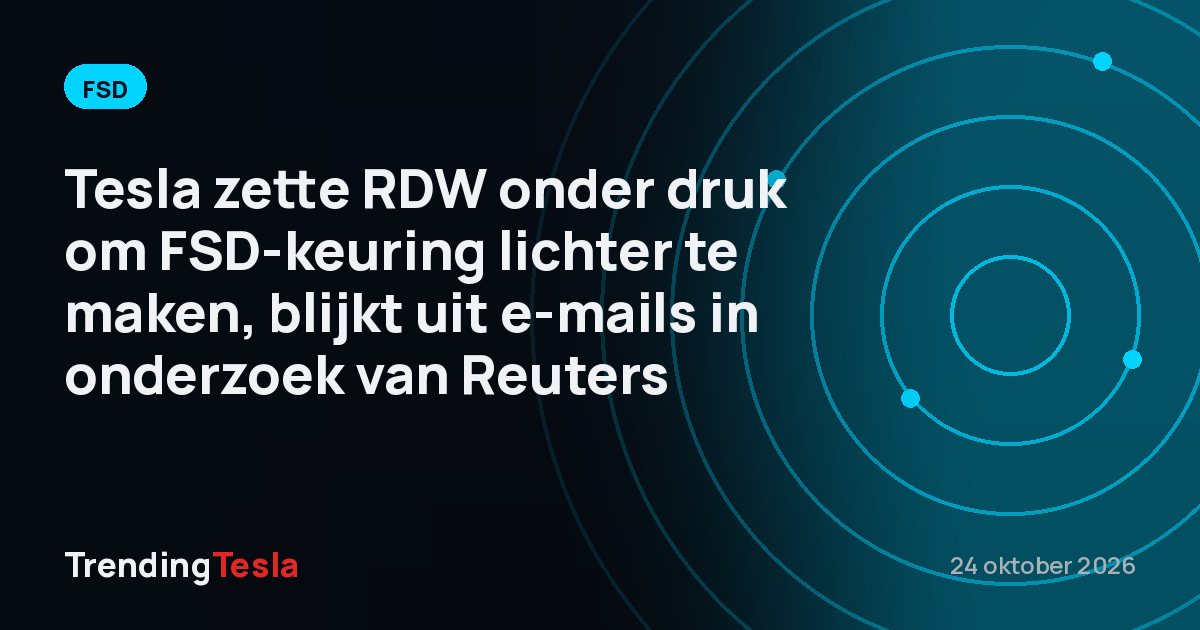 FSD
Tesla zette RDW onder druk
om FSD-keuring lichter te
maken, blijkt uit e-mails in
onderzoek van Reuters
TrendingTesla
24 oktober 2026